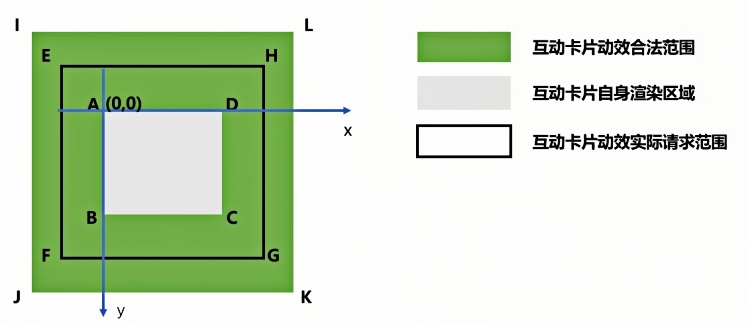 I L
E H
A (0,0) D
x
B C
F G
J K
y
互动卡片动效合法范围
互动卡片自身渲染区域
互动卡片动效实际请求范围